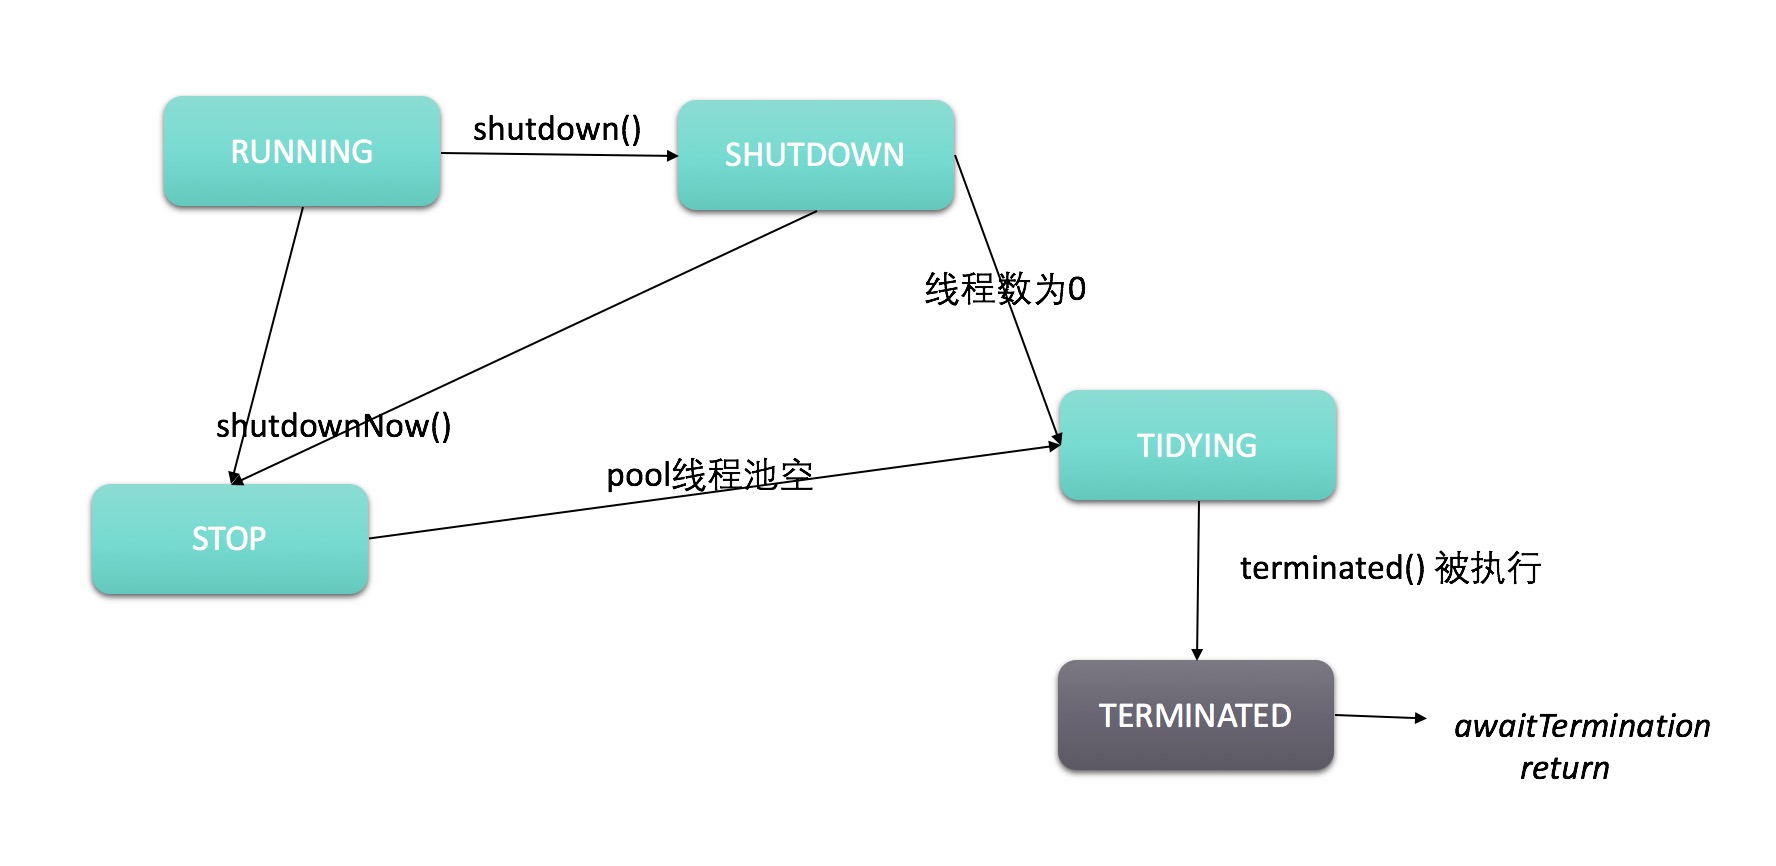 RUNNING
shutdown()
SHUTDOWN
线程数为0
shutdownNow()
TIDYING
pool线程池空
STOP
terminated() 被执行
TERMINATED
awaitTermination
return